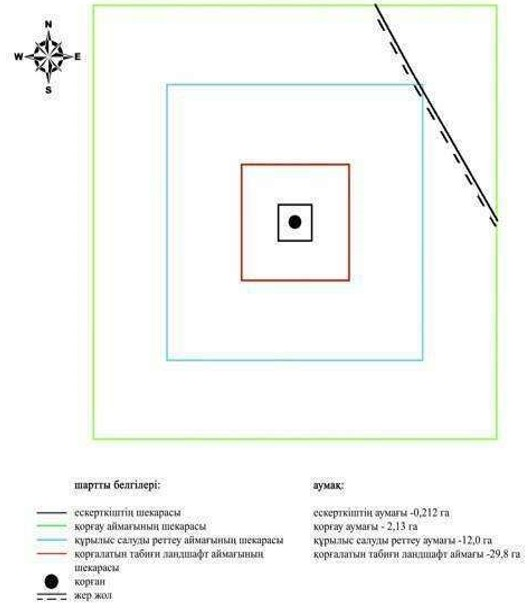 N
W E
S
шартты белгілері:
ескерткіштің шекарасы
қорғау аймағының шекарасы
құрылыс салуды реттеу аймағының шекарасы
қорғалатын табиғи ландшафт аймағының
шекарасы
қорған
жер жол
аумақ:
ескерткіштің аумағы -0,212 га
қорғау аумағы - 2,13 га
құрылыс салуды реттеу аумағы -12,0 га
қорғалатын табиғи ландшафт аймағы -29,8 га